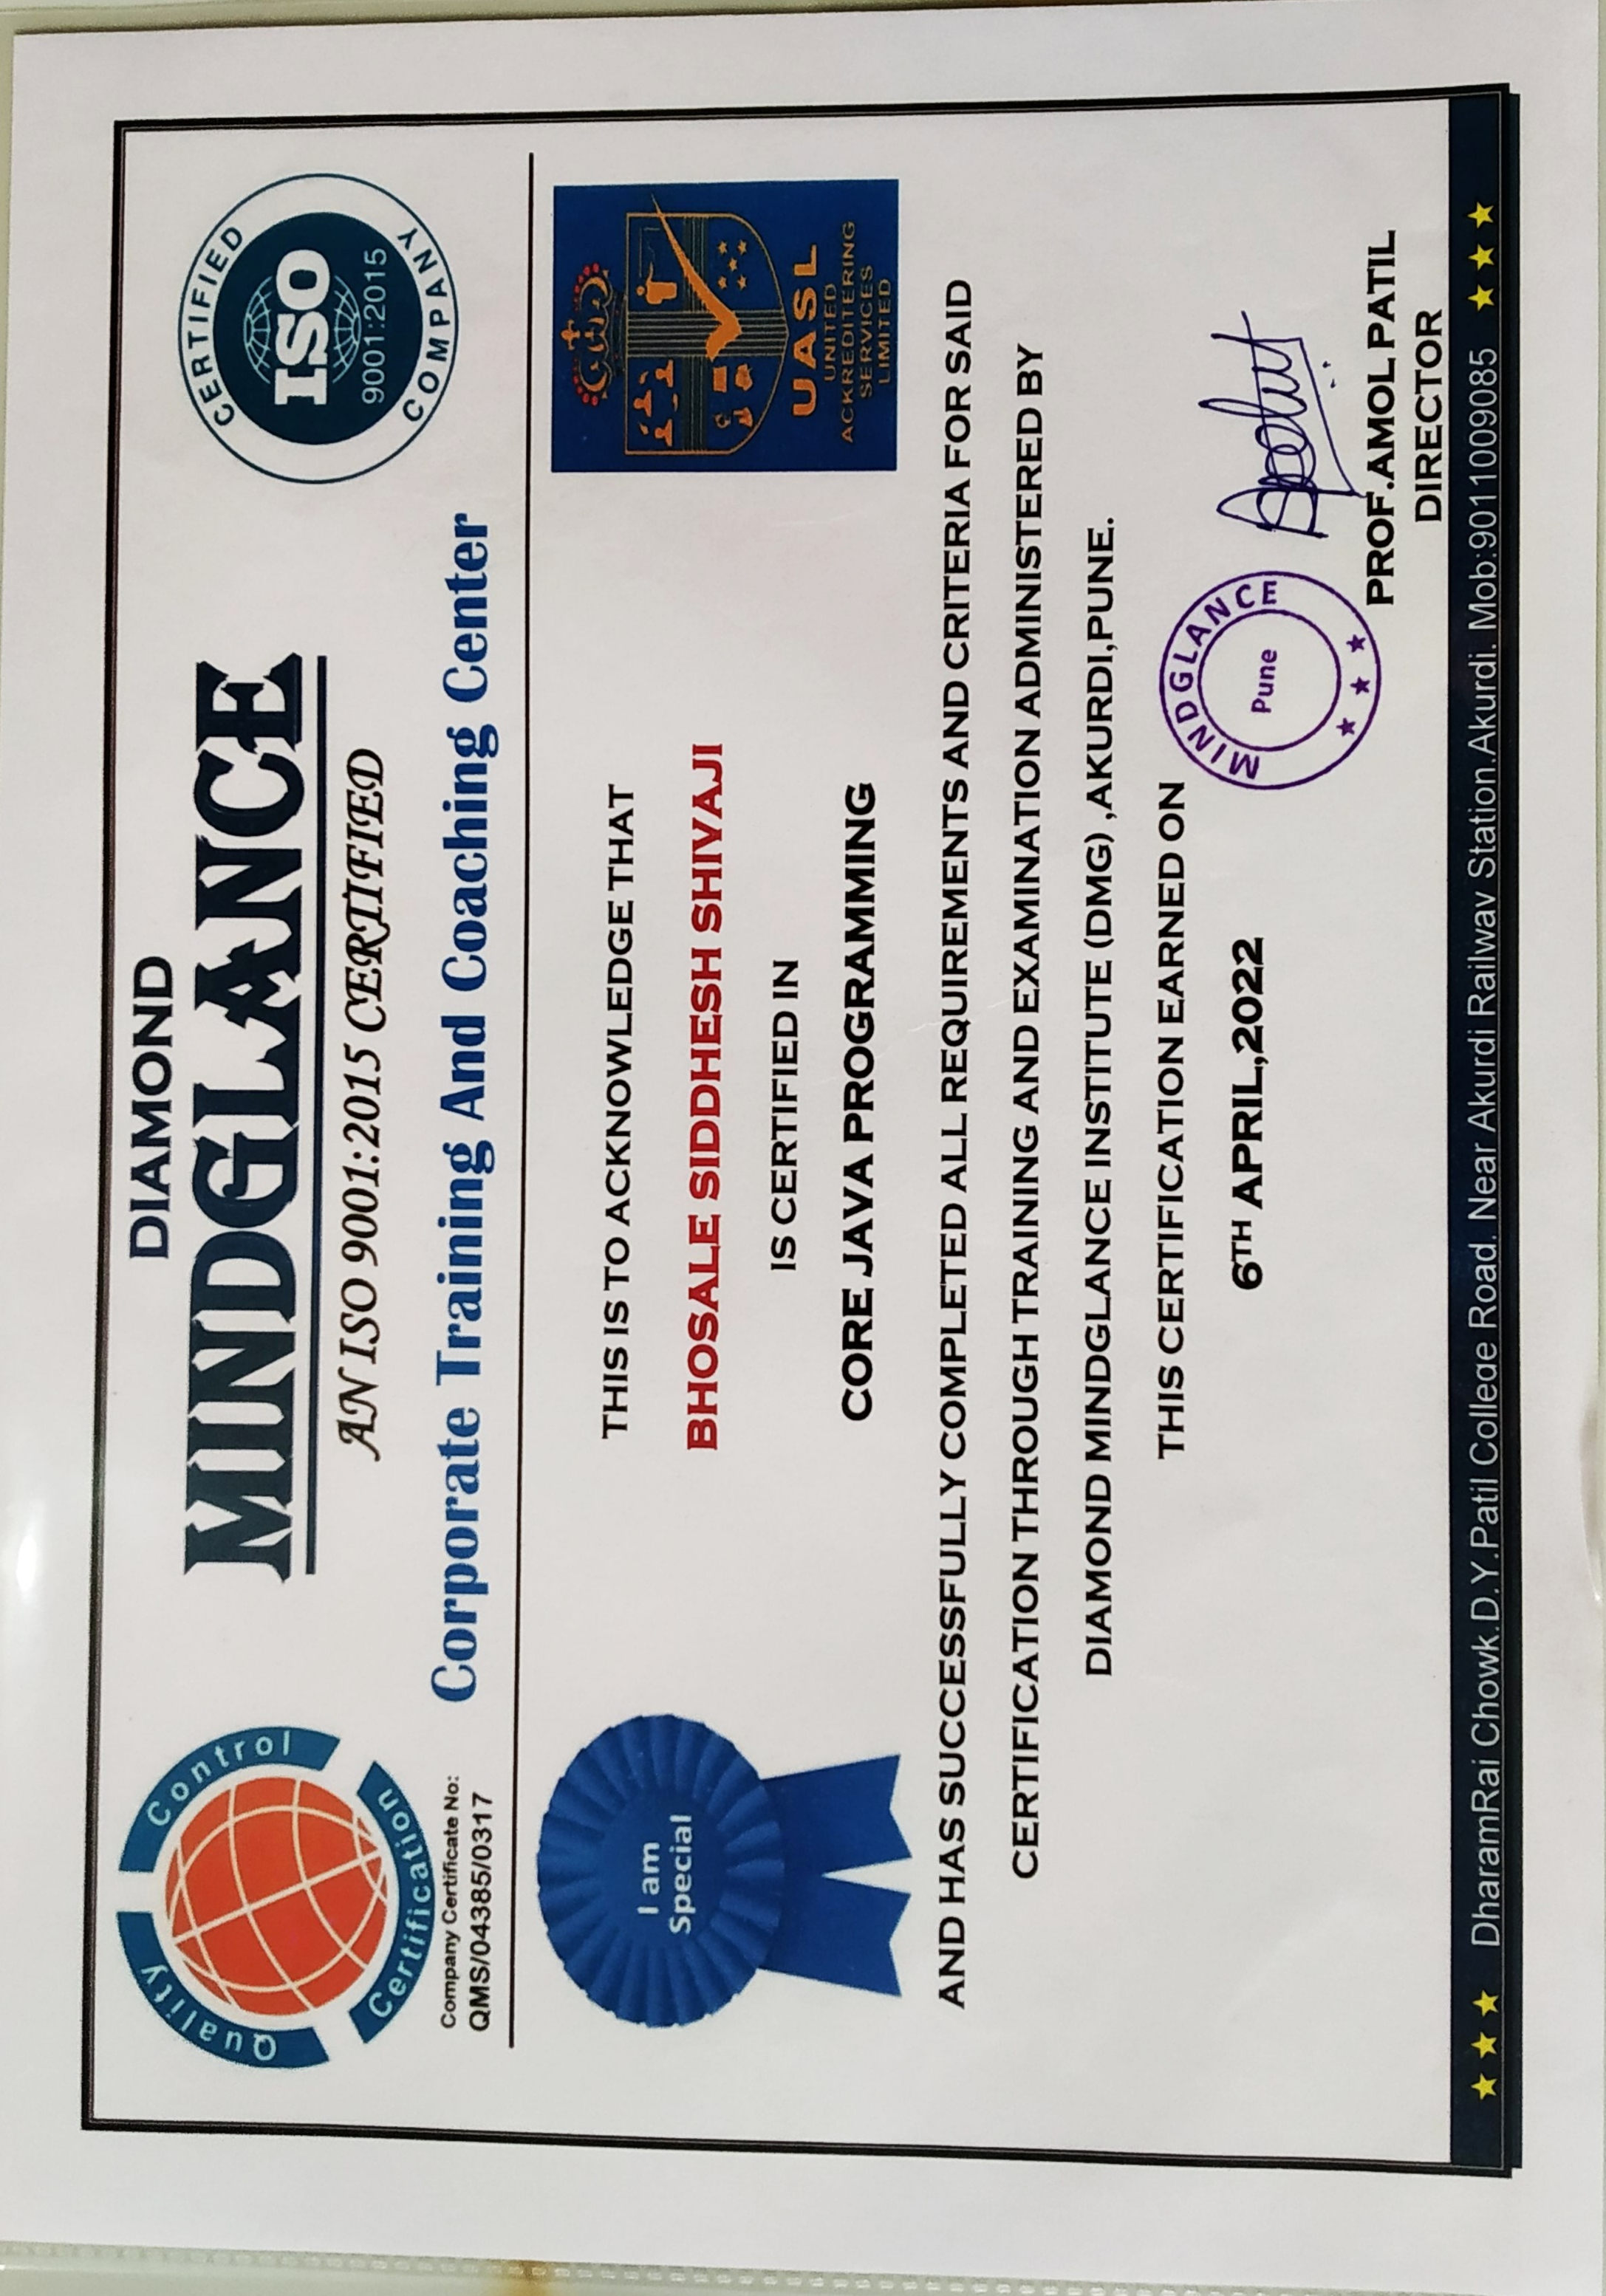 Quality Control Certification
Company Certificate No:
QMS/04385/0317
DIAMOND
MINDGLANCE
AN ISO 9001:2015 CERTIFIED
Corporate Training And Coaching Center
CERTIFIED
ISO
9001:2015
COMPANY
I am
Special
THIS IS TO ACKNOWLEDGE THAT
BHOSALE SIDDHESH SHIVAJI
IS CERTIFIED IN
CORE JAVA PROGRAMMING
UASL
UNITED
ACKREDITERING
SERVICES
LIMITED
AND HAS SUCCESSFULLY COMPLETED ALL REQUIREMENTS AND CRITERIA FOR SAID
CERTIFICATION THROUGH TRAINING AND EXAMINATION ADMINISTERED BY
DIAMOND MINDGLANCE INSTITUTE (DMG) ,AKURDI,PUNE.
THIS CERTIFICATION EARNED ON
6TH APRIL,2022
MINDGLANCE
Pune
PROF.AMOL PATIL
DIRECTOR
DharamRai Chowk.D.Y.Patil College Road. Near Akurdi Railway Station.Akurdi. Mob:9011009085